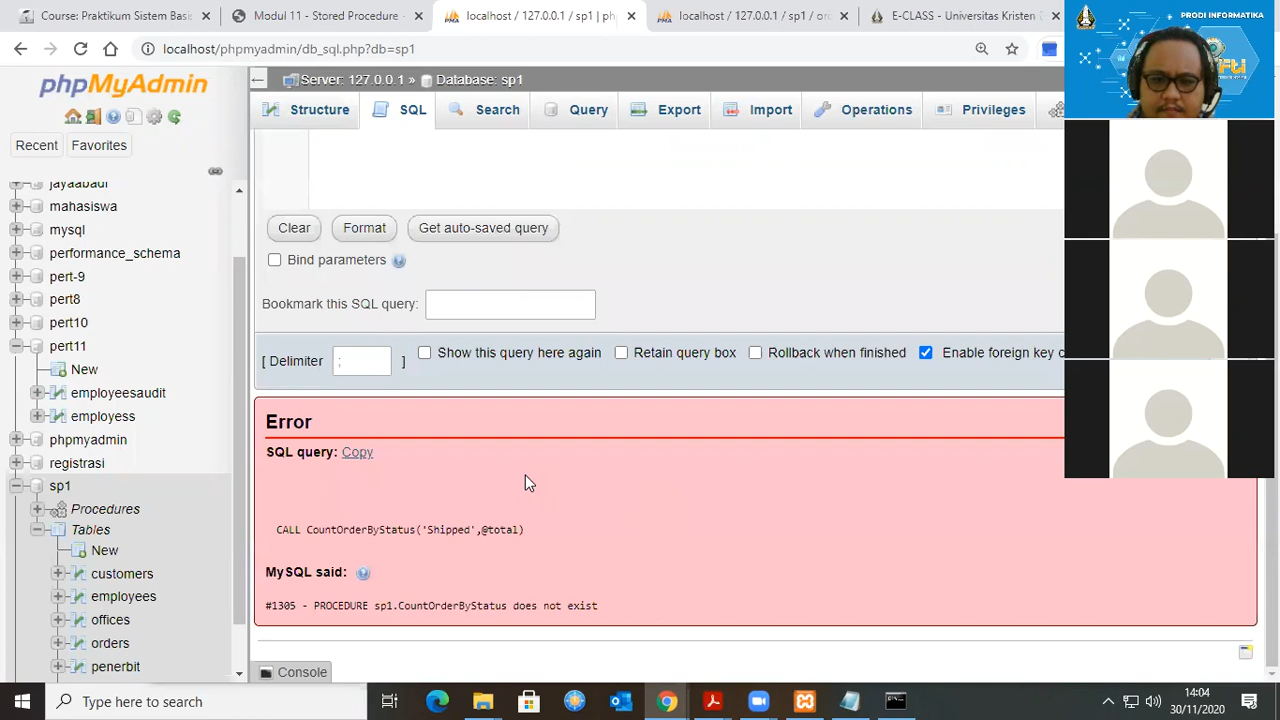 Course: Praktikum Sistem Basis
Modul 11 - Stored Procedure -
localhost / 127.0.0.1 / sp1 | ph
localhost / 127.0.0.1 / sp1 / or
E-CLASS - Universitas Kristen
PRODI INFORMATIKA
localhost/phpmyadmin/db_sql.php?db=sp1
phpMyAdmin
Server: 127.0.0.1 » Database: sp1
Structure SQL Search Query Export Import Operations Privileges
Recent Favorites
jayaabadi
mahasiswa
mysql
performance_schema
pert-9
pert8
pert10
pert11
New
employeesaudit
employess
phpmyadmin
registrasi
sp1
Procedures
Tables
New
customers
employees
offices
orders
penerbit
Clear Format Get auto-saved query
Bind parameters
Bookmark this SQL query:
[ Delimiter ; ] Show this query here again Retain query box Rollback when finished Enable foreign key c
Error
SQL query: Copy
CALL CountOrderByStatus('Shipped',@total)
MySQL said:
#1305 - PROCEDURE sp1.CountOrderByStatus does not exist
Console
Type here to search
14:04
30/11/2020